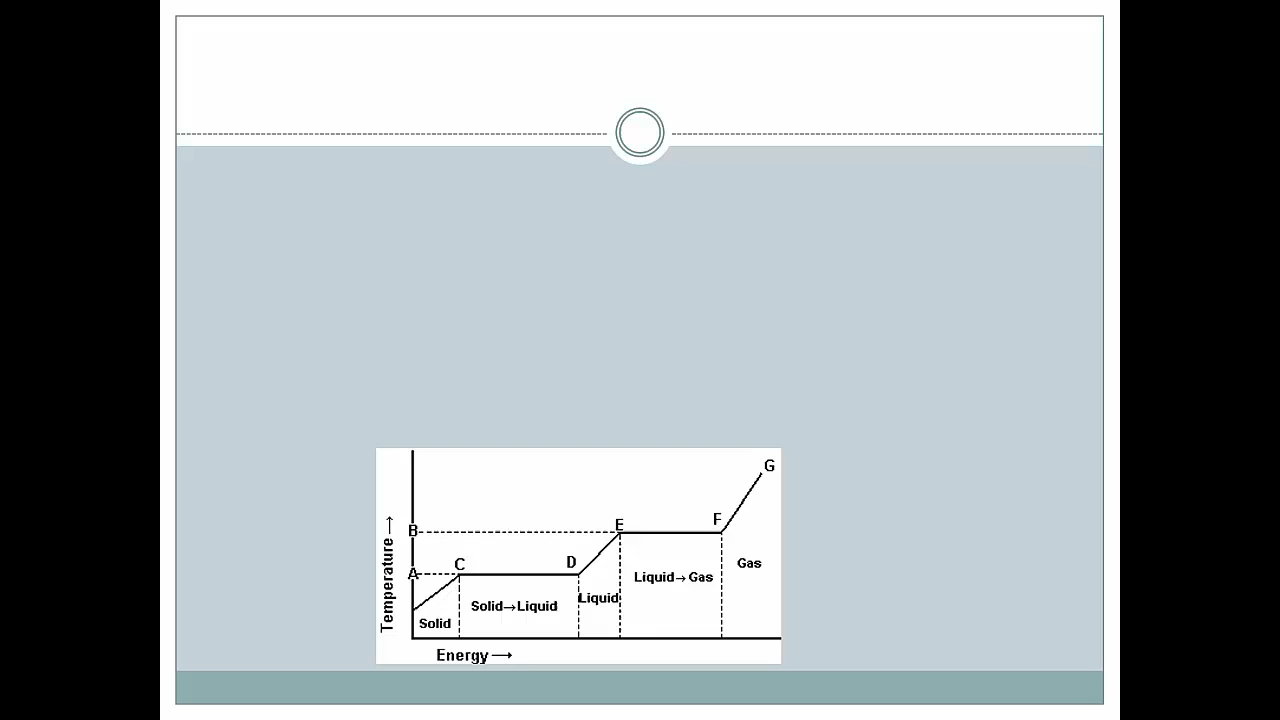 G
B
E
F
A
C
D
Temperature →
Liquid→Gas
Gas
Solid→Liquid
Liquid
Solid
Energy →